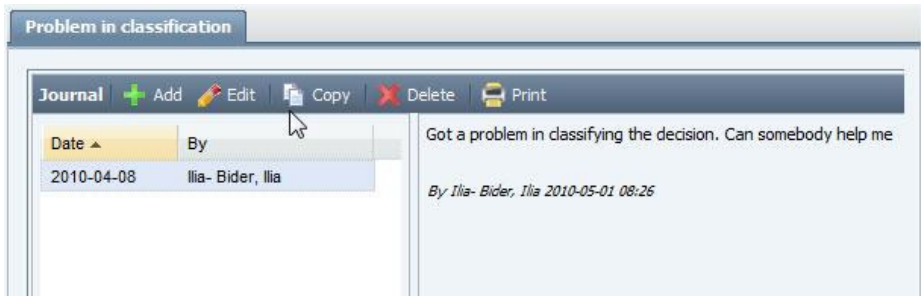 Problem in classification
Journal Add Edit Copy Delete Print
Date By
2010-04-08 Ilia- Bider, Ilia
Got a problem in classifying the decision. Can somebody help me
By Ilia- Bider, Ilia 2010-05-01 08:26